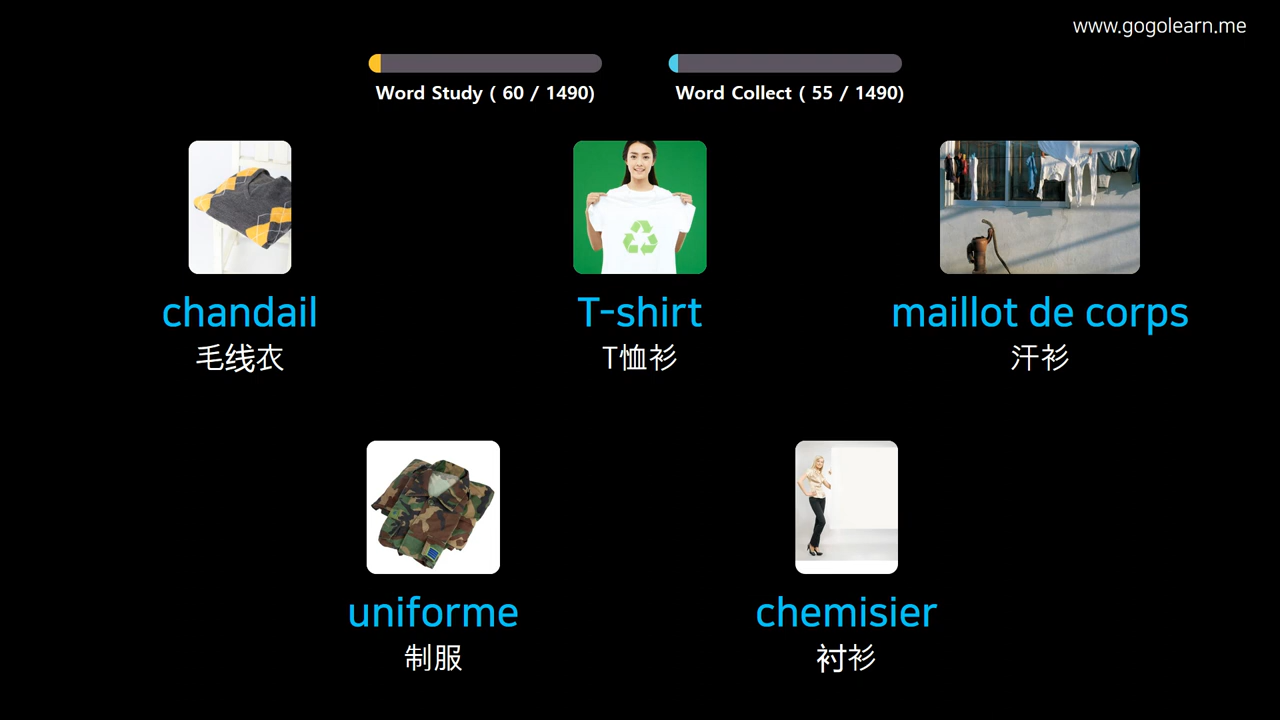 www.gogolearn.me
Word Study ( 60 / 1490)
Word Collect ( 55 / 1490)
chandail
毛线衣
T-shirt
T恤衫
maillot de corps
汗衫
uniforme
制服
chemisier
衬衫